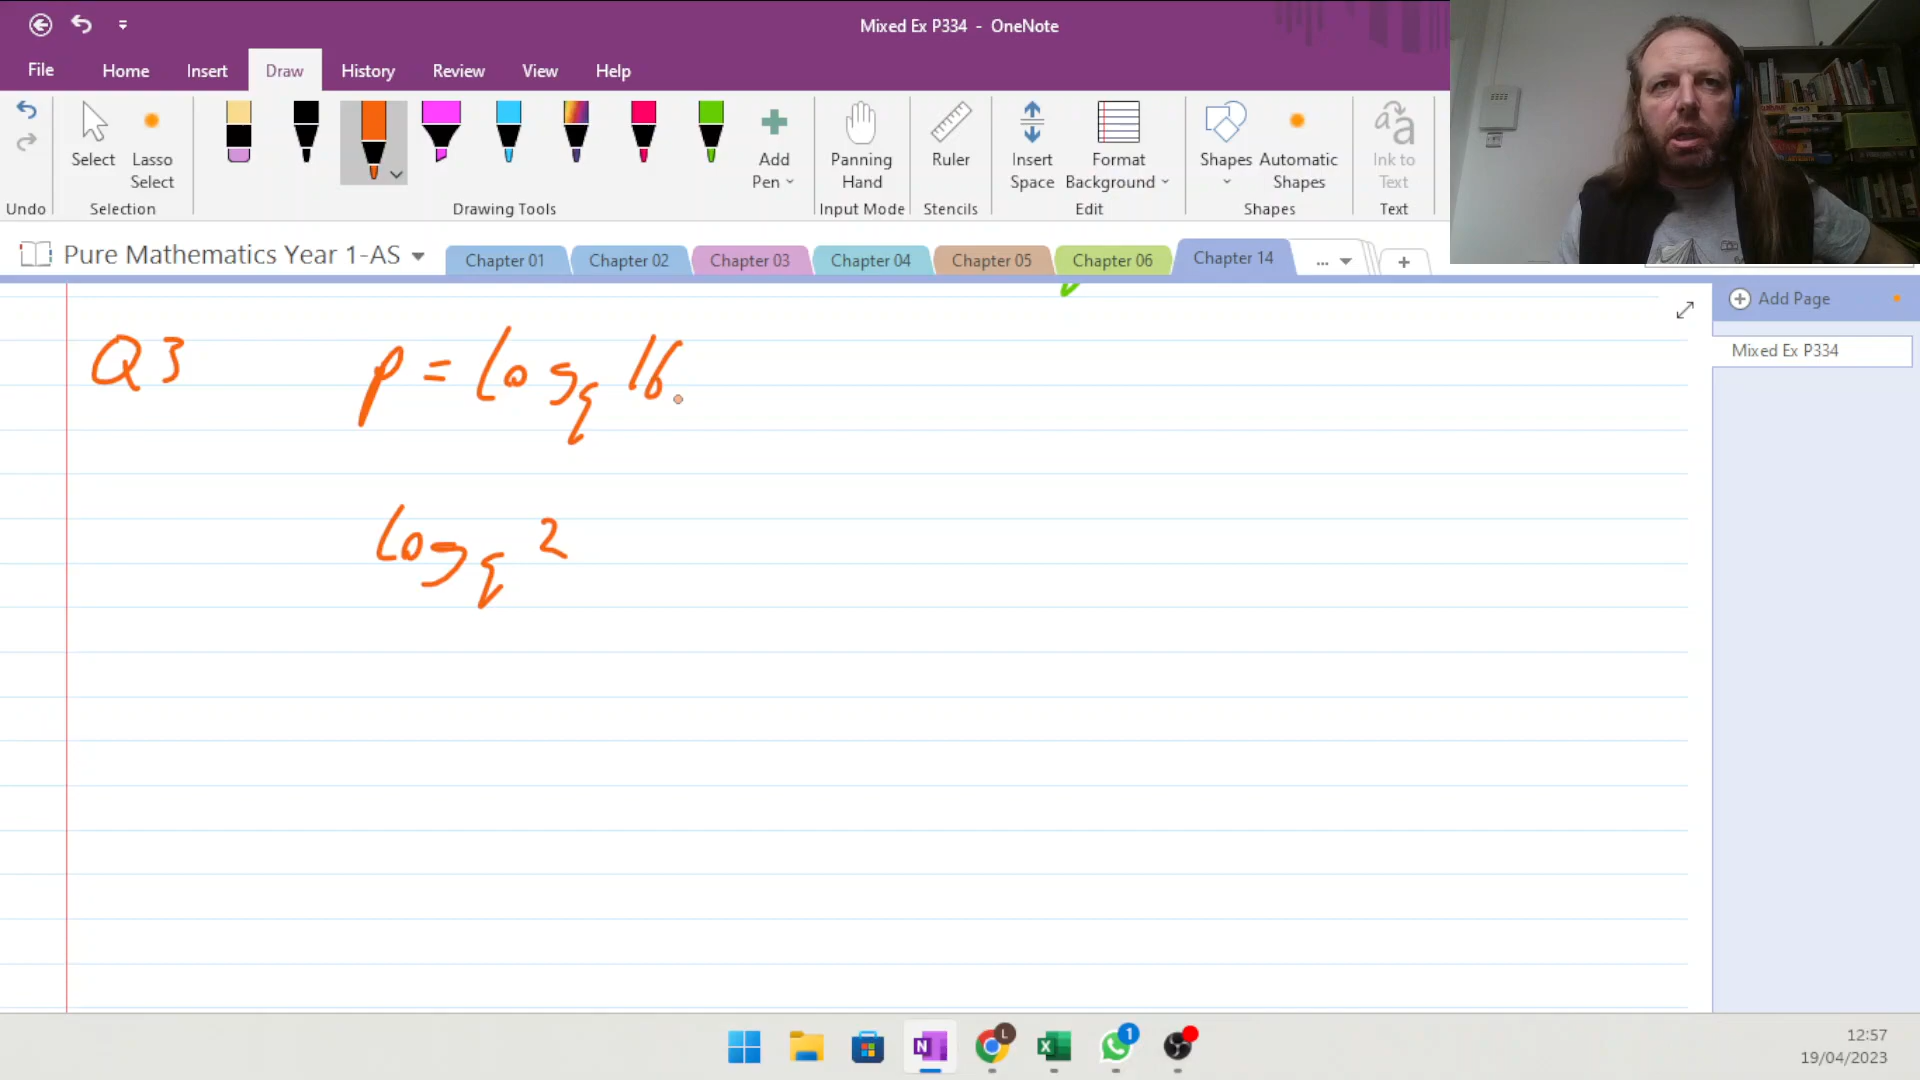 Mixed Ex P334 - OneNote
File Home Insert Draw History Review View Help
Select Lasso Select
Add Pen
Panning Hand
Ruler
Insert Space
Format Background
Shapes Automatic Shapes
Ink to Text
Undo Selection Drawing Tools Input Mode Stencils Edit Shapes Text
Pure Mathematics Year 1-AS Chapter 01 Chapter 02 Chapter 03 Chapter 04 Chapter 05 Chapter 06 Chapter 14 ...
Add Page
Mixed Ex P334
Q3 p = log_q 16.
log_q 2
N L X 1
12:57
19/04/2023